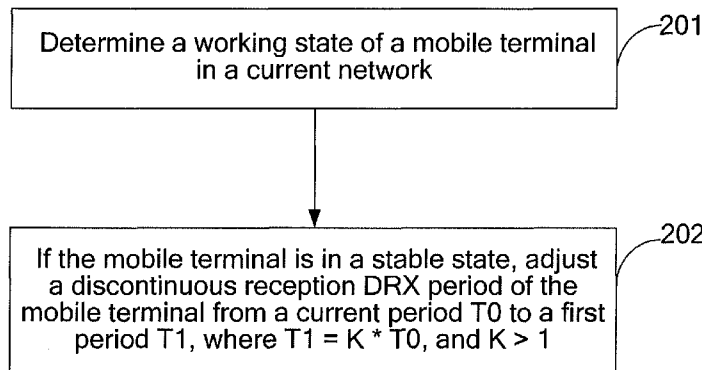 Determine a working state of a mobile terminal
in a current network
201
If the mobile terminal is in a stable state, adjust
a discontinuous reception DRX period of the
mobile terminal from a current period T0 to a first
period T1, where T1 = K * T0, and K > 1
202